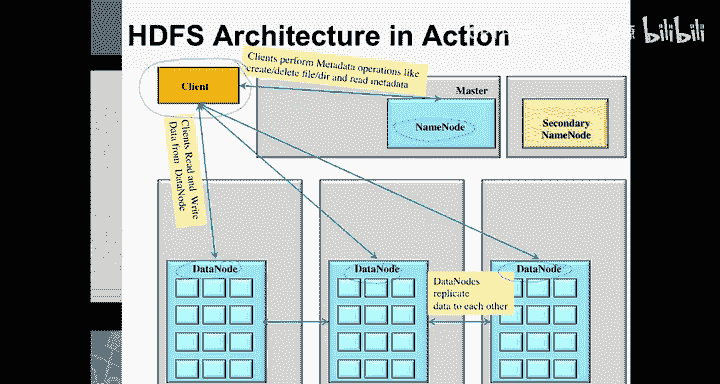 HDFS Architecture in Action
bilibili
Clients perform Metadata operations like
create/delete file/dir and read metadata
Client
Master
NameNode
Secondary
NameNode
Clients Read and Write
Data from DataNode
DataNode
DataNode
DataNode
DataNodes
replicate
data to each other